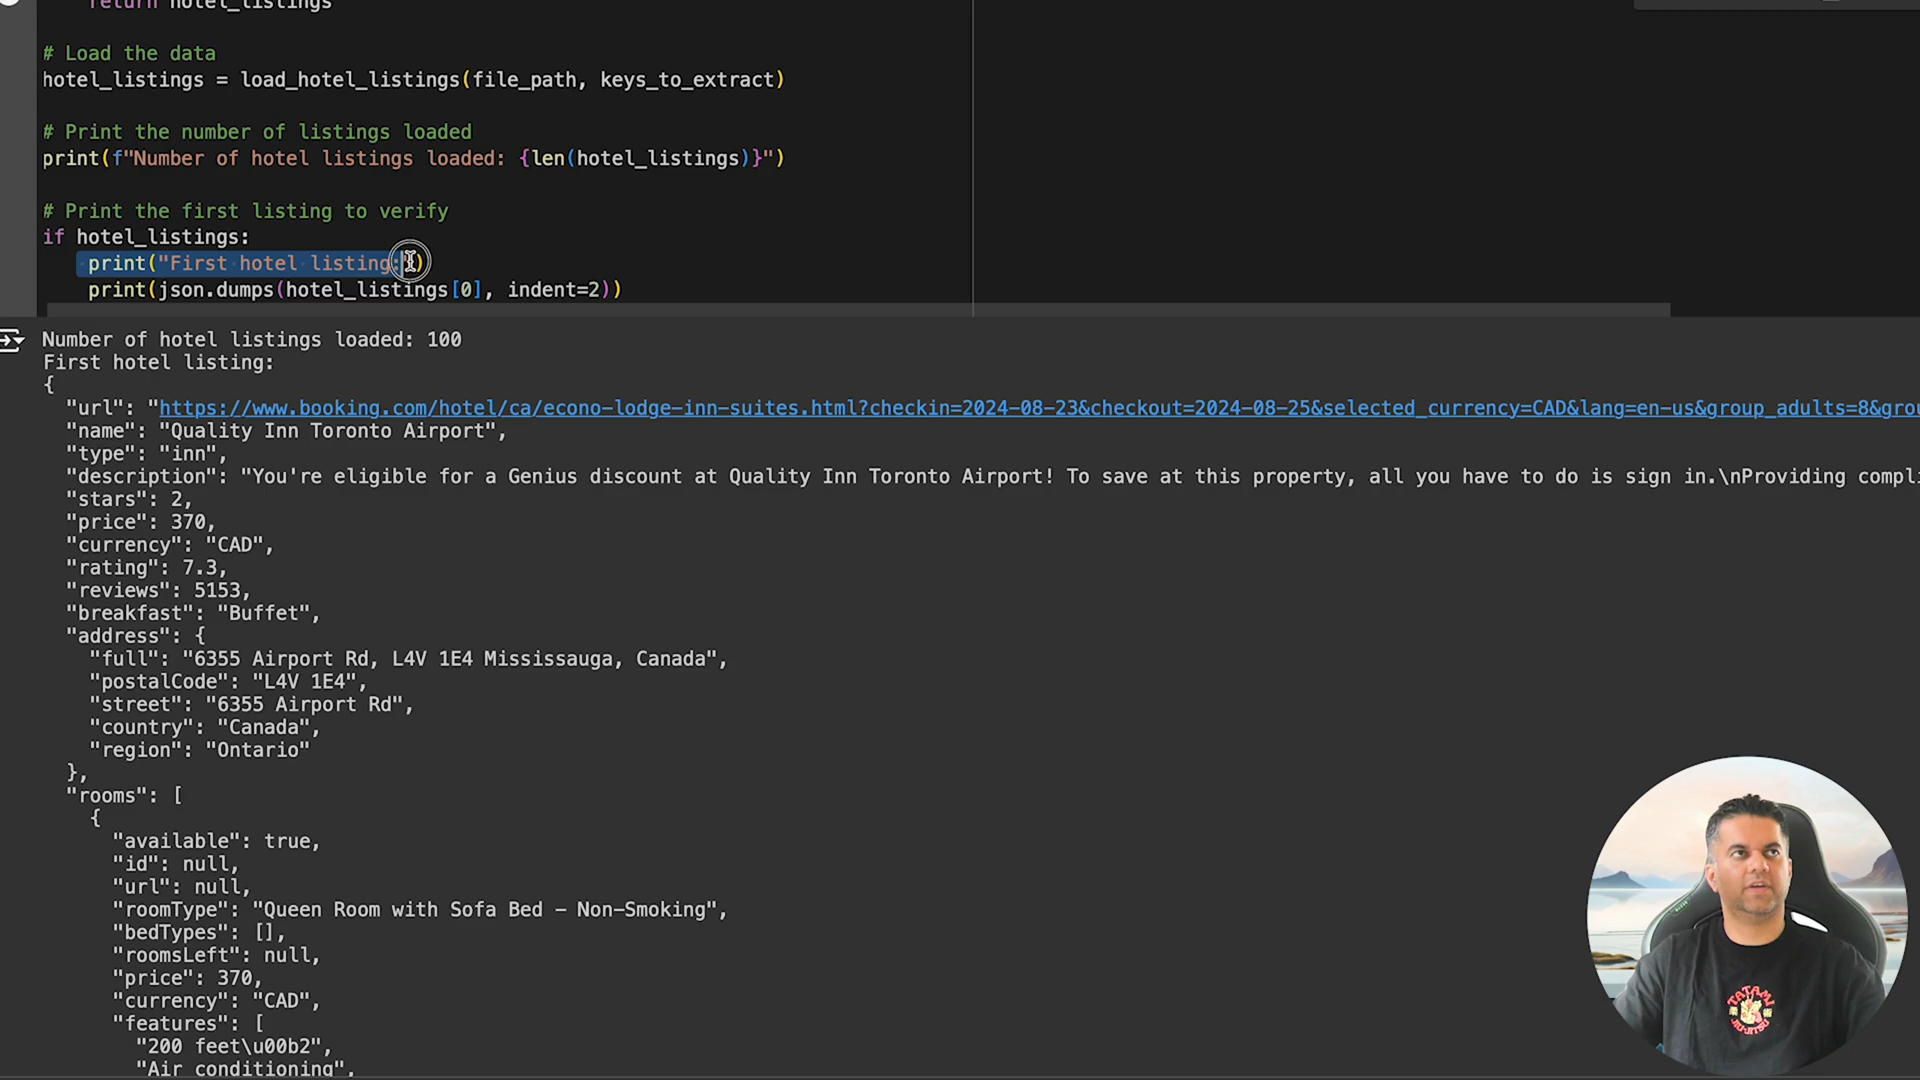 return hotel_listings
# Load the data
hotel_listings = load_hotel_listings(file_path, keys_to_extract)
# Print the number of listings loaded
print(f"Number of hotel listings loaded: {len(hotel_listings)}")
# Print the first listing to verify
if hotel_listings:
print("First hotel listing:")
print(json.dumps(hotel_listings[0], indent=2))
Number of hotel listings loaded: 100
First hotel listing:
{
"url": "https://www.booking.com/hotel/ca/econo-lodge-inn-suites.html?checkin=2024-08-23&checkout=2024-08-25&selected_currency=CAD&lang=en-us&group_adults=8&grou
"name": "Quality Inn Toronto Airport",
"type": "inn",
"description": "You're eligible for a Genius discount at Quality Inn Toronto Airport! To save at this property, all you have to do is sign in.\nProviding compli
"stars": 2,
"price": 370,
"currency": "CAD",
"rating": 7.3,
"reviews": 5153,
"breakfast": "Buffet",
"address": {
"full": "6355 Airport Rd, L4V 1E4 Mississauga, Canada",
"postalCode": "L4V 1E4",
"street": "6355 Airport Rd",
"country": "Canada",
"region": "Ontario"
},
"rooms": [
{
"available": true,
"id": null,
"url": null,
"roomType": "Queen Room with Sofa Bed – Non-Smoking",
"bedTypes": [],
"roomsLeft": null,
"price": 370,
"currency": "CAD",
"features": [
"200 feet\u00b2",
"Air conditioning",
TATAMI
JIU-JITSU